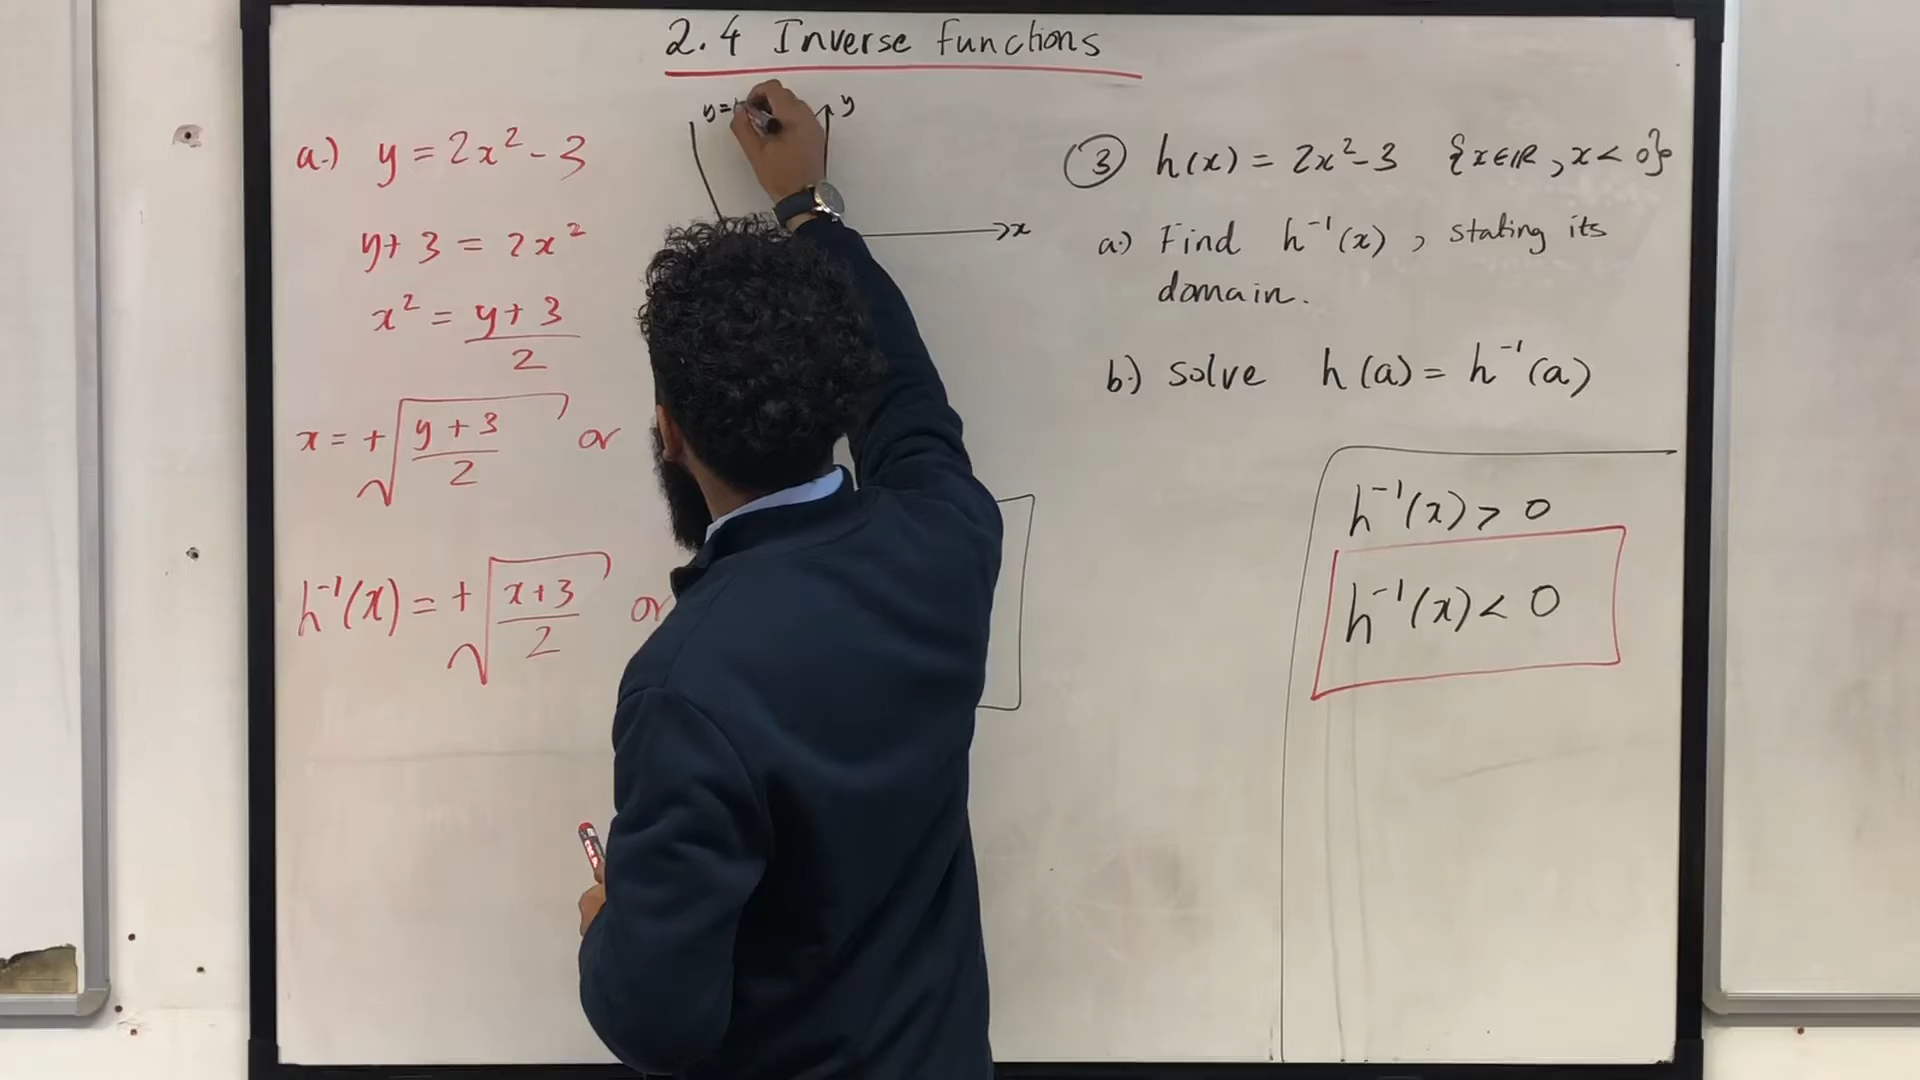 2.4 Inverse Functions
a.) y = 2x² - 3
y + 3 = 2x²
x² = (y + 3)/2
x = +√((y + 3)/2) or
h⁻¹(x) = +√((x + 3)/2) or
y=
y
x
③ h(x) = 2x² - 3 {x∈ℝ, x < 0}
a.) Find h⁻¹(x), stating its
domain.
b.) solve h(a) = h⁻¹(a)
h⁻¹(x) > 0
h⁻¹(x) < 0